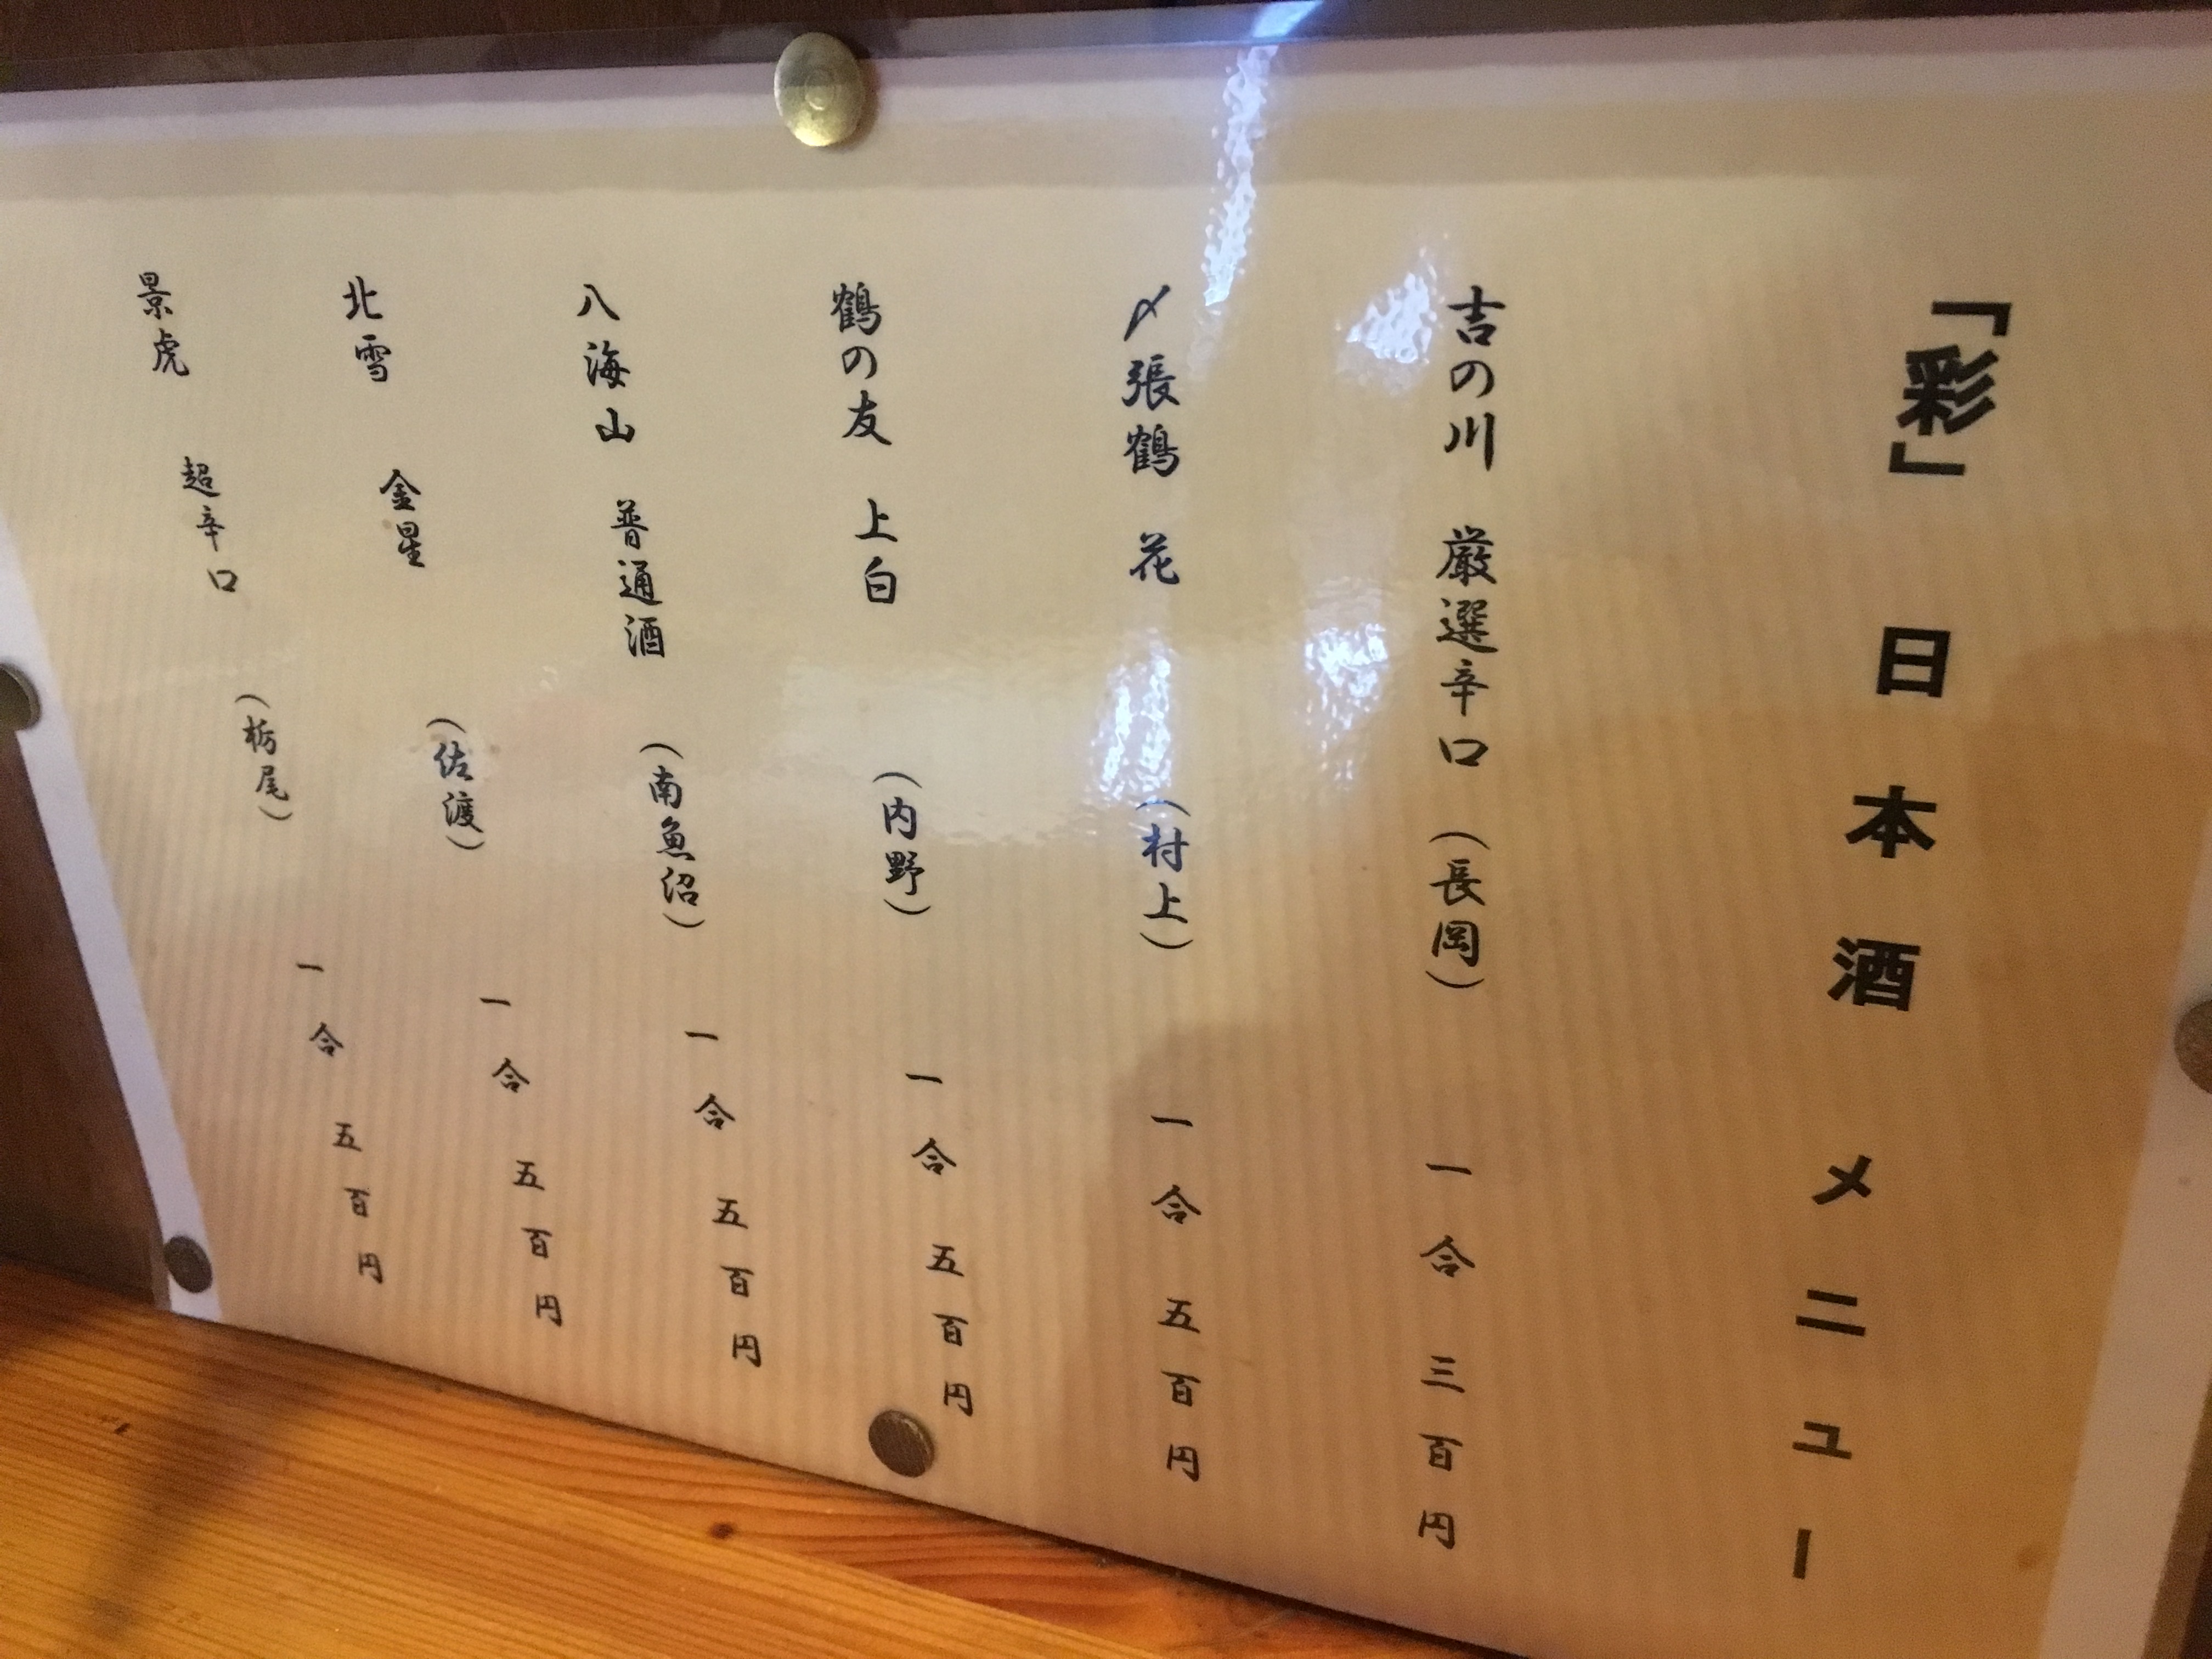 「彩」 日本酒 メニュー
吉の川 厳選辛口 （長岡） 一合 三百円
〆張鶴 花 （村上） 一合 五百円
鶴の友 上白 （内野） 一合 五百円
八海山 普通酒 （南魚沼） 一合 五百円
北雪 金星 （佐渡） 一合 五百円
景虎 超辛口 （栃尾） 一合 五百円